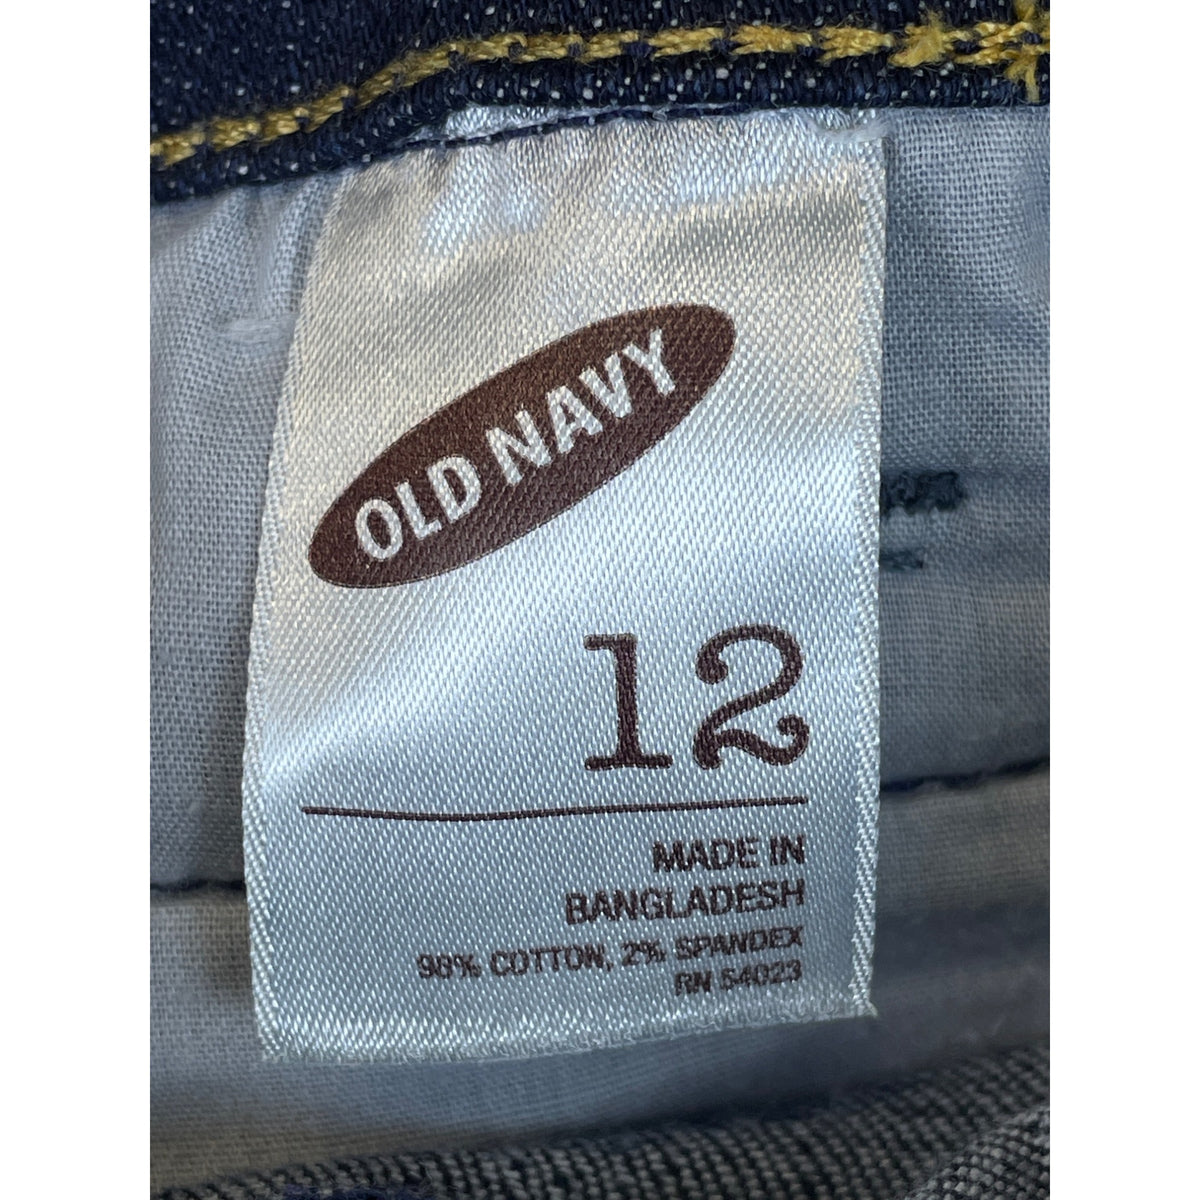 OLD NAVY
12
MADE IN
BANGLADESH
98% COTTON, 2% SPANDEX
RN 54023